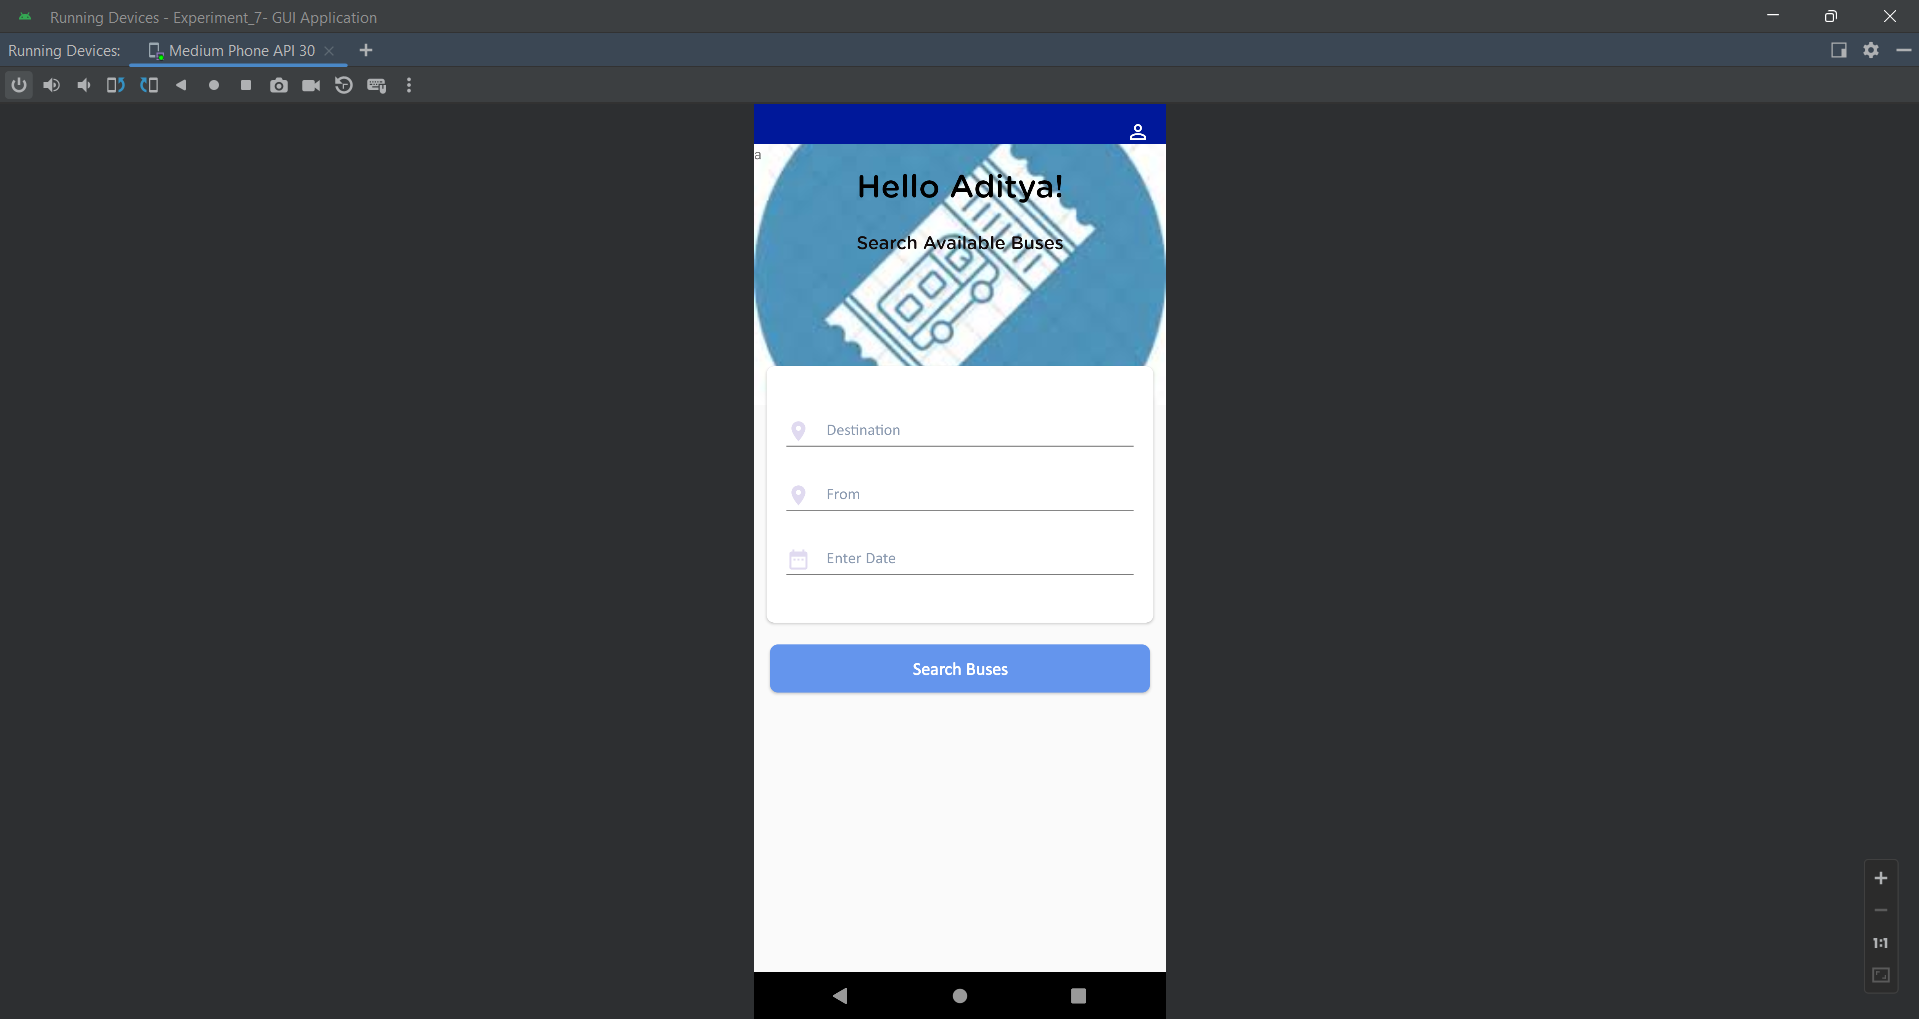 Running Devices - Experiment_7- GUI Application
Running Devices:
Medium Phone API 30
a
Hello Aditya!
Search Available Buses
Destination
From
Enter Date
Search Buses
1:1